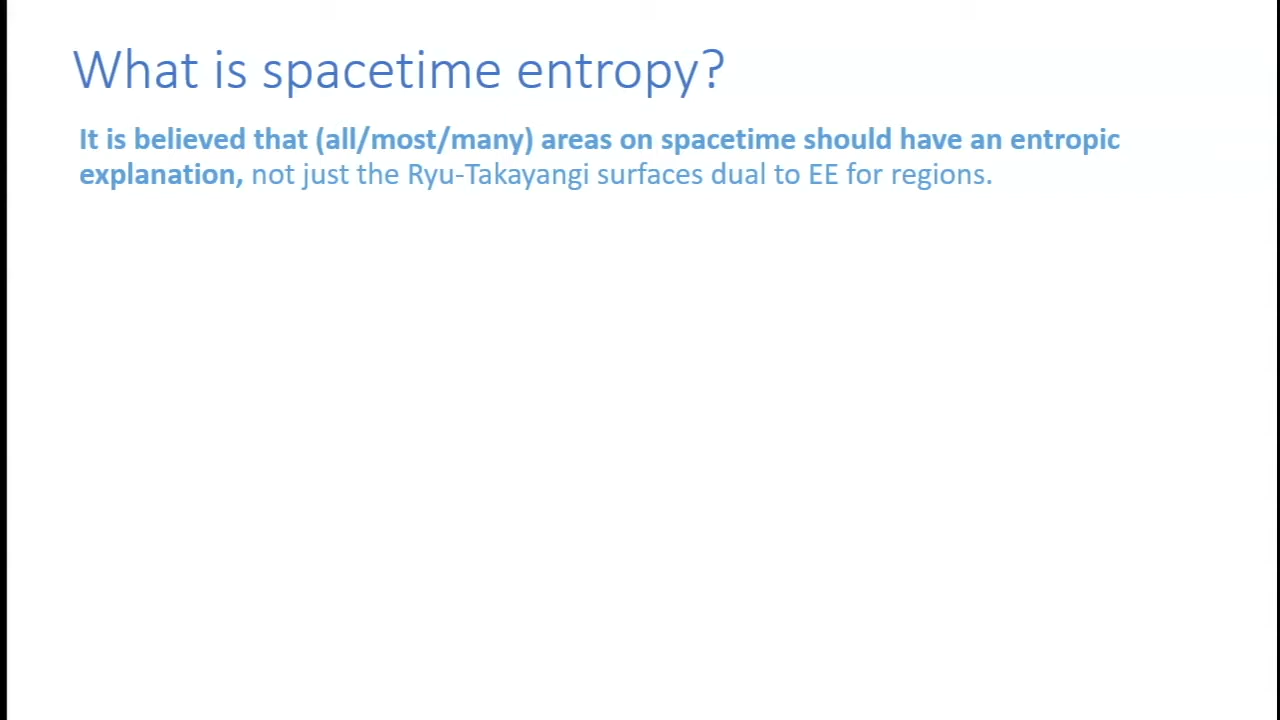 What is spacetime entropy?
It is believed that (all/most/many) areas on spacetime should have an entropic
explanation, not just the Ryu-Takayangi surfaces dual to EE for regions.